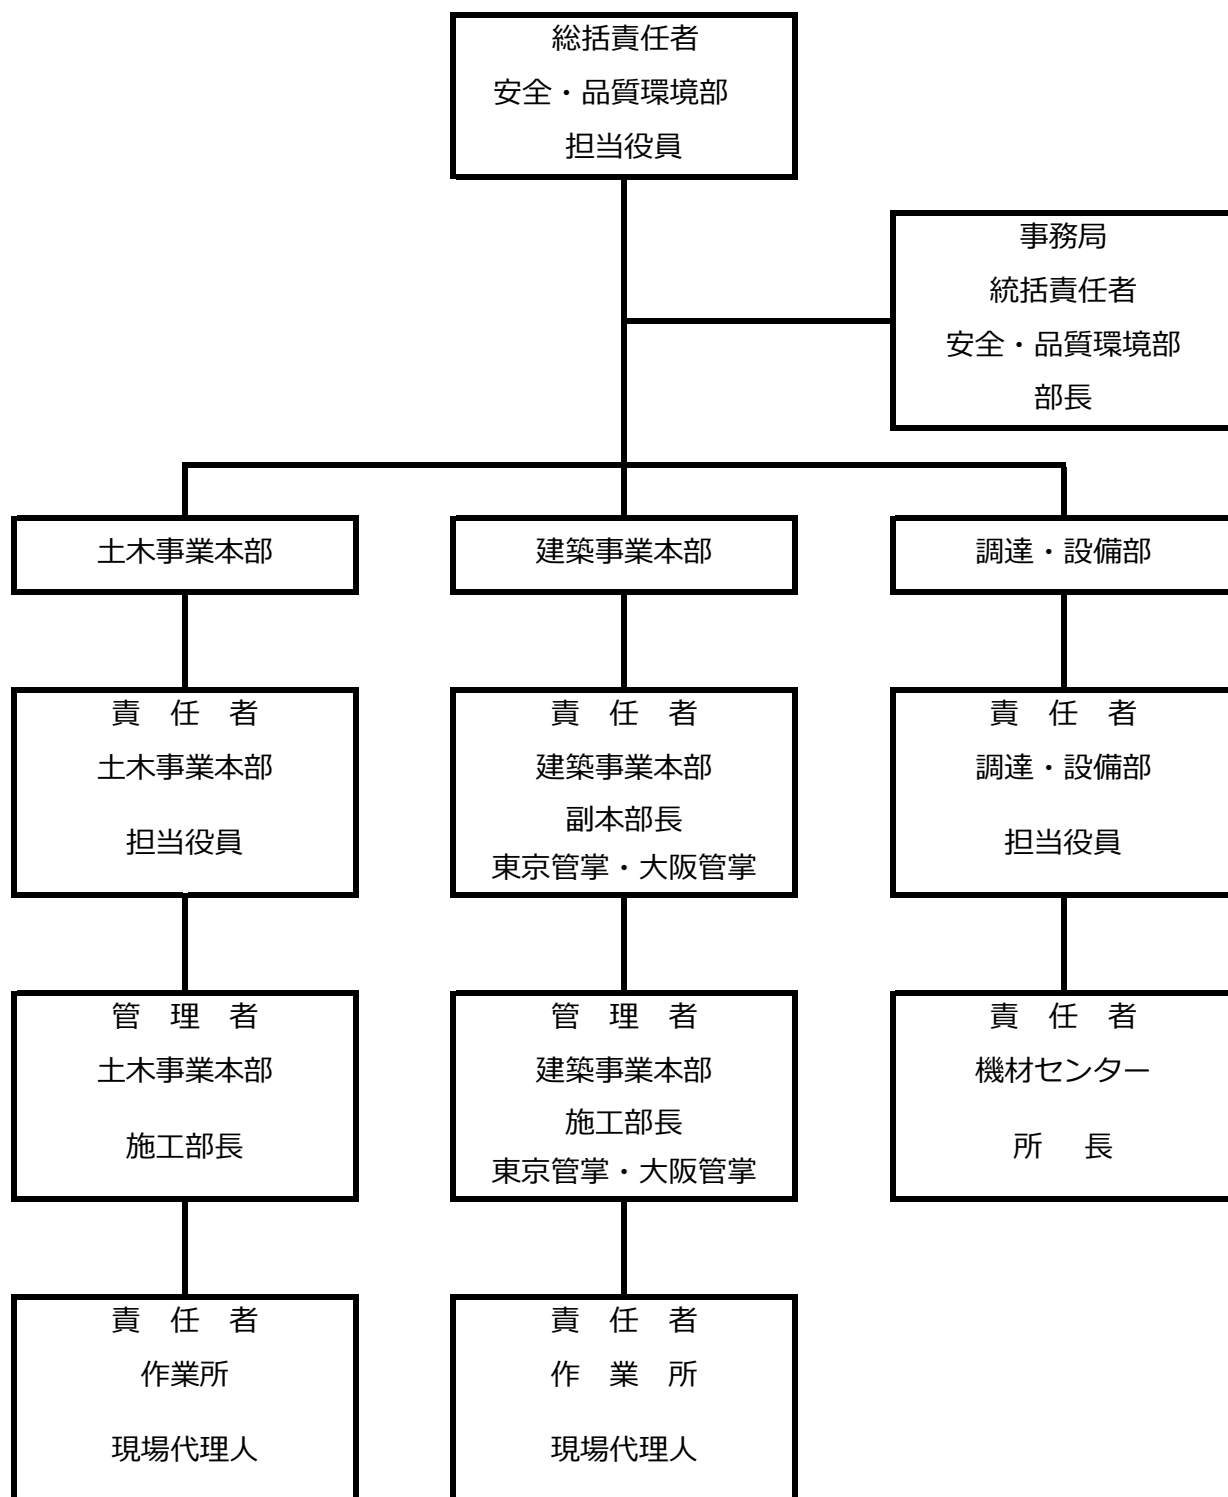 総括責任者
安全・品質環境部
担当役員
事務局
統括責任者
安全・品質環境部
部長
土木事業本部
建築事業本部
調達・設備部
責　任　者
土木事業本部
担当役員
責　任　者
建築事業本部
副本部長
東京管掌・大阪管掌
責　任　者
調達・設備部
担当役員
管　理　者
土木事業本部
施工部長
管　理　者
建築事業本部
施工部長
東京管掌・大阪管掌
責　任　者
機材センター
所　長
責　任　者
作業所
現場代理人
責　任　者
作　業　所
現場代理人